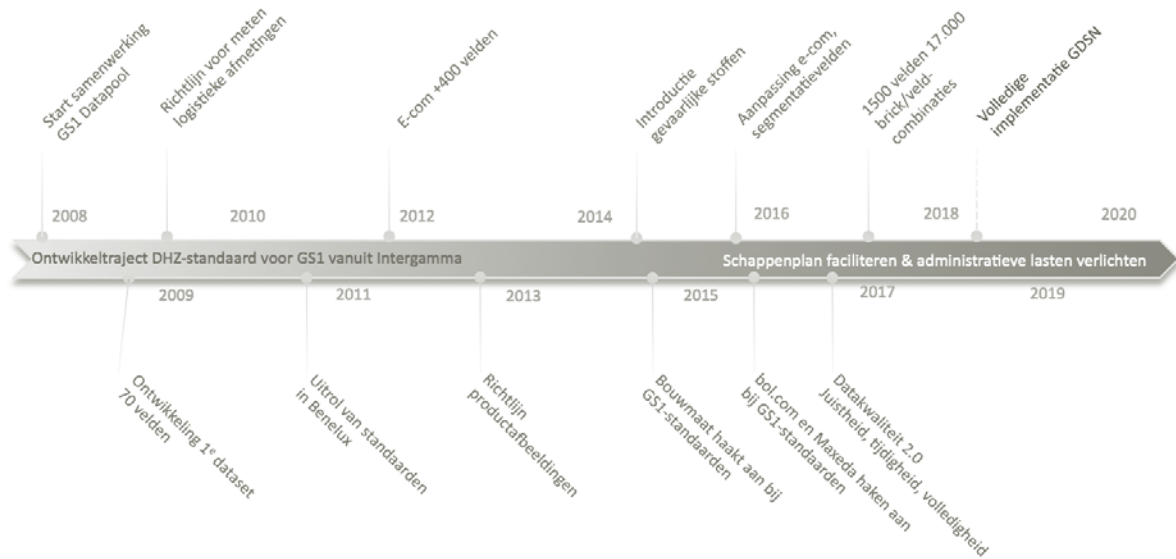 Start samenwerking
GS1 Datapool
Richtlijn voor meten
logistieke afmetingen
E-com +400 velden
Introductie
gevaarlijke stoffen
Aanpassing e-com,
segmentatievelden
1500 velden 17.000
brick/veld-
combinaties
Volledige
implementatie GDSN
2008
2010
2012
2014
2016
2018
2020
Ontwikkeltraject DHZ-standaard voor GS1 vanuit Intergamma
Schappenplan faciliteren & administratieve lasten verlichten
2009
2011
2013
2015
2017
2019
Ontwikkeling 1e dataset
70 velden
Uitrol van standaarden
in Benelux
Richtlijn
productafbeeldingen
Bouwmaat haakt aan bij
GS1-standaarden
bol.com en Maxeda haken aan
bij GS1-standaarden
Datakwaliteit 2.0
Juistheid, tijdigheid, volledigheid